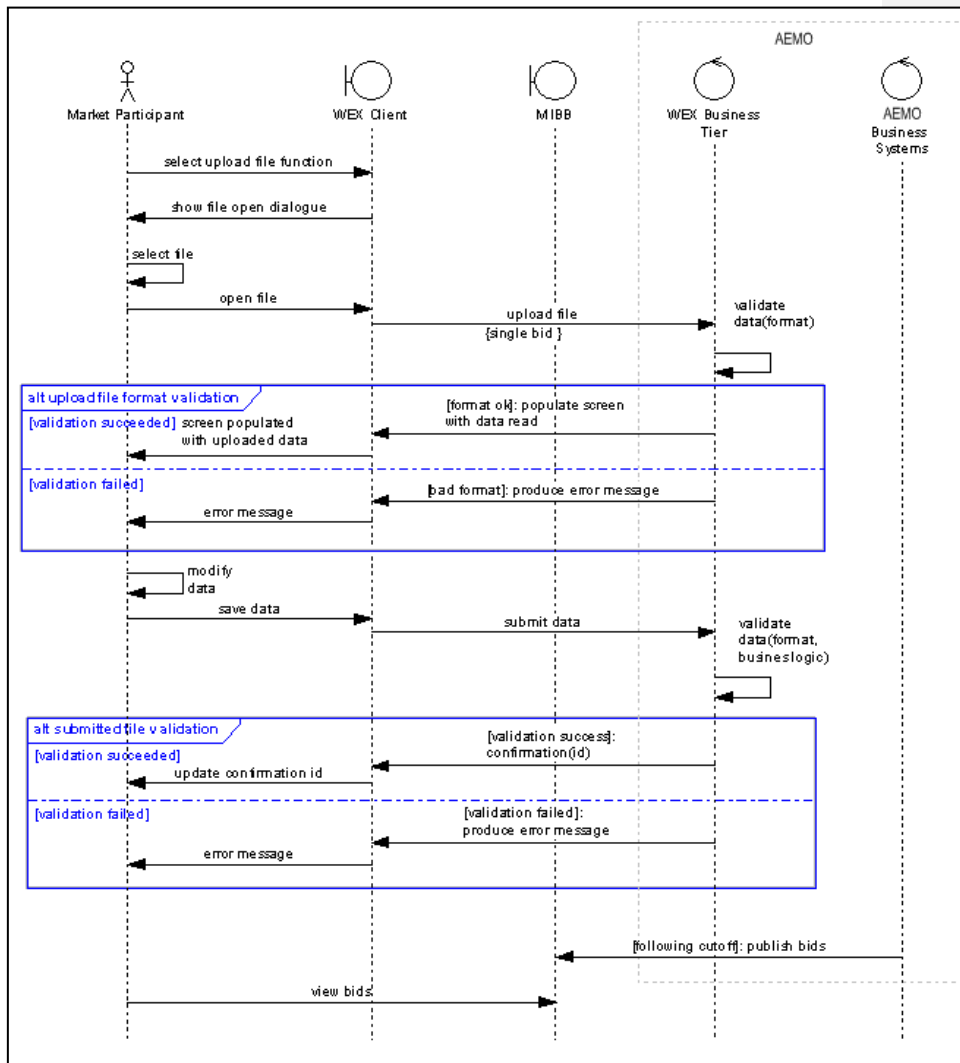 AEMO
Market Participant
WEX Client
MIBB
WEX Business
Tier
AEMO
Business
Systems
select upload file function
show file open dialogue
select file
open file
upload file
{single bid }
validate
data(format)
alt upload file format validation
[validation succeeded]
screen populated
with uploaded data
[format ok]: populate screen
with data read
[validation failed]
[bad format]: produce error message
error message
modify
data
save data
submit data
validate
data(format,
busineslogic)
alt submitted file validation
[validation succeeded]
[validation success]:
confirmation(id)
update confirmation id
[validation failed]
[validation failed]:
produce error message
error message
[following cutoff]: publish bids
view bids